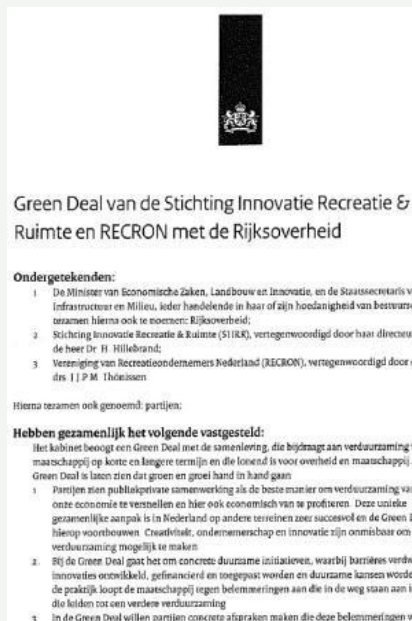 Green Deal van de Stichting Innovatie Recreatie &
Ruimte en RECRON met de Rijksoverheid
Ondergetekenden:
1 De Minister van Economische Zaken, Landbouw en Innovatie, en de Staatssecretaris v
Infrastructuur en Milieu, ieder handelende in haar of zijn hoedanigheid van bestuurso
tezamen hierna ook te noemen: Rijksoverheid;
2 Stichting Innovatie Recreatie & Ruimte (STIRR), vertegenwoordigd door haar directeur
de heer Dr H Hillebrand;
3 Vereniging van Recreatieondernemers Nederland (RECRON), vertegenwoordigd door
drs J J P M Thönissen
Hierna tezamen ook genoemd: partijen;
Hebben gezamenlijk het volgende vastgesteld:
Het kabinet beoogt een Green Deal met de samenleving, die bijdraagt aan verduurzaming v
maatschappij op korte en langere termijn en die lonend is voor overheid en maatschappij.
Green Deal is laten zien dat groen en groei hand in hand gaan
1 Partijen zien publiekprivate samenwerking als de beste manier om verduurzaming van
onze economie te versnellen en hier ook economisch van te profiteren. Deze unieke
gezamenlijke aanpak is in Nederland op andere terreinen zeer succesvol en de Green D
hierop voortbouwen. Creativiteit, ondernemerschap en innovatie zijn onmisbaar om
verduurzaming mogelijk te maken
2. Bij de Green Deal gaat het om concrete duurzame initiatieven, waarbij barrières verdw
innovaties ontwikkeld, gefinancierd en toegepast worden en duurzame kansen worde
de praktijk loopt de maatschappij tegen belemmeringen aan die in de weg staan aan i
die leiden tot een verdere verduurzaming
3 In de Green Deal willen partijen concrete afspraken maken die deze belemmeringen w